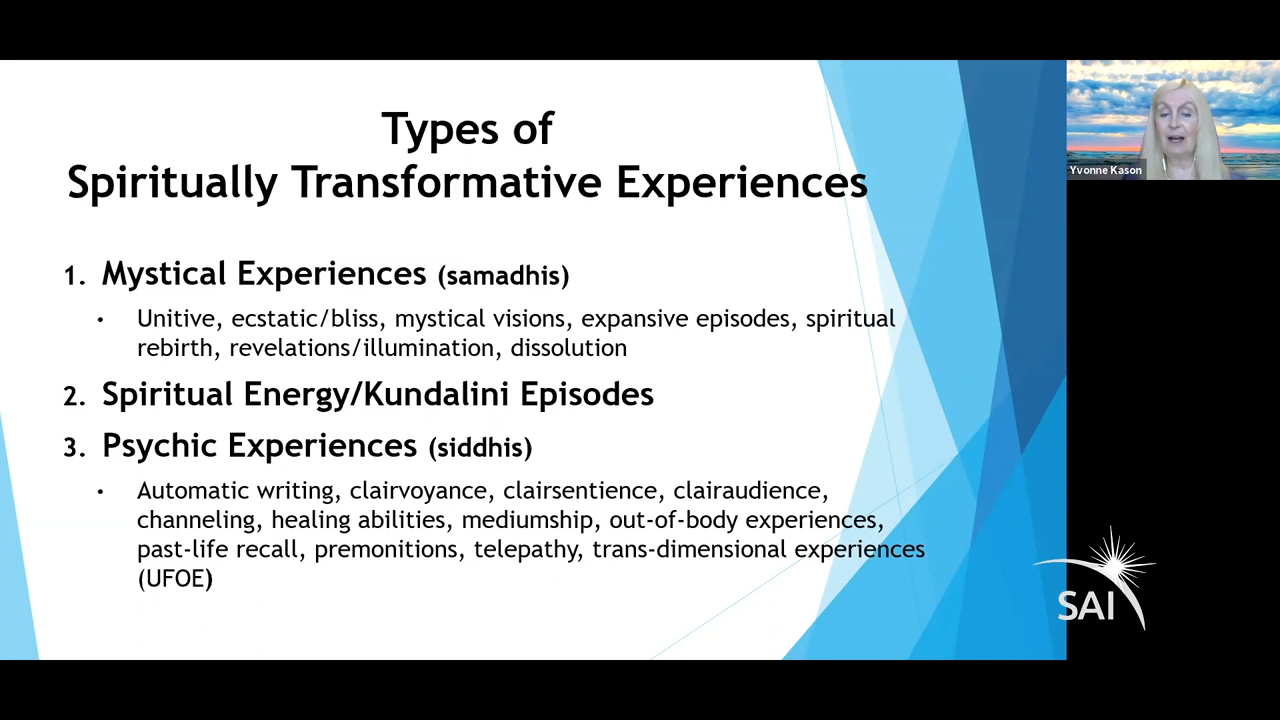 Types of
Spiritually Transformative Experiences
1. Mystical Experiences (samadhis)
• Unitive, ecstatic/bliss, mystical visions, expansive episodes, spiritual
rebirth, revelations/illumination, dissolution
2. Spiritual Energy/Kundalini Episodes
3. Psychic Experiences (siddhis)
• Automatic writing, clairvoyance, clairsentience, clairaudience,
channeling, healing abilities, mediumship, out-of-body experiences,
past-life recall, premonitions, telepathy, trans-dimensional experiences
(UFOE)
Yvonne Kason
SAI